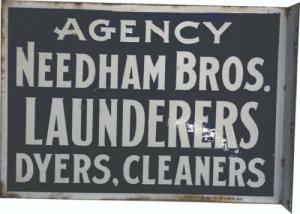 AGENCY
NEEDHAM BROS.
LAUNDERERS
DYERS, CLEANERS